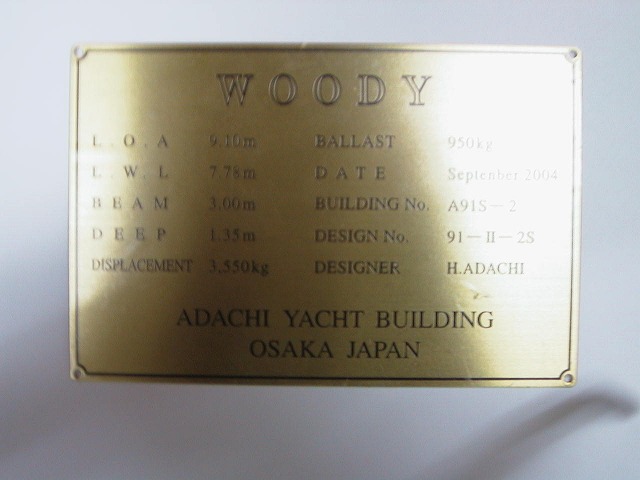 WOODY
L.O.A 9.10m BALLAST 950kg
L.W.L 7.78m DATE September 2004
BEAM 3.00m BUILDING No. A91S-2
DEEP 1.35m DESIGN No. 91-II-2S
DISPLACEMENT 3,550kg DESIGNER H.ADACHI
ADACHI YACHT BUILDING
OSAKA JAPAN